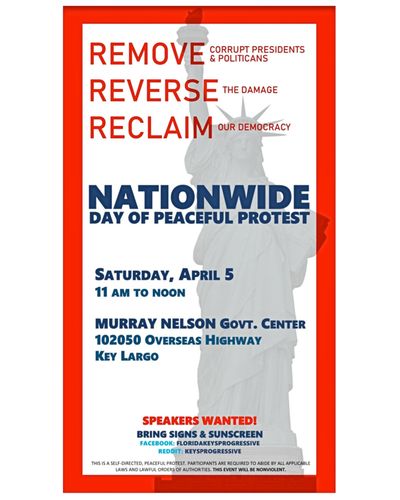 REMOVE CORRUPT PRESIDENTS & POLITICIANS
REVERSE THE DAMAGE
RECLAIM OUR DEMOCRACY
NATIONWIDE
DAY OF PEACEFUL PROTEST
SATURDAY, APRIL 5
11 AM TO NOON
MURRAY NELSON GOVT. CENTER
102050 OVERSEAS HIGHWAY
KEY LARGO
SPEAKERS WANTED!
BRING SIGNS & SUNSCREEN
FACEBOOK: FLORIDAKEYSPROGRESSIVE
REDDIT: KEYSPROGRESSIVE
THIS IS A SELF-DIRECTED, PEACEFUL PROTEST. PARTICIPANTS ARE REQUIRED TO ABIDE BY ALL APPLICABLE
LAWS AND LAWFUL ORDERS OF AUTHORITIES. THIS EVENT WILL BE NONVIOLENT.